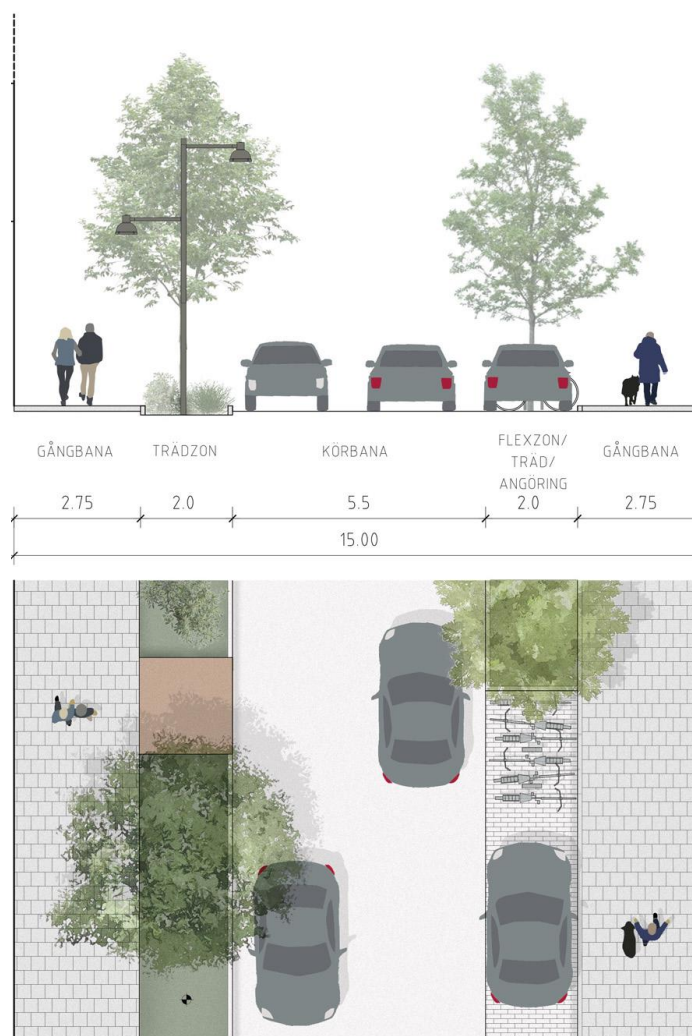 GÅNGBANA
TRÄDZON
KÖRBANA
FLEXZON/
TRÄD/
ANGÖRING
GÅNGBANA
2.75
2.0
5.5
2.0
2.75
15.00